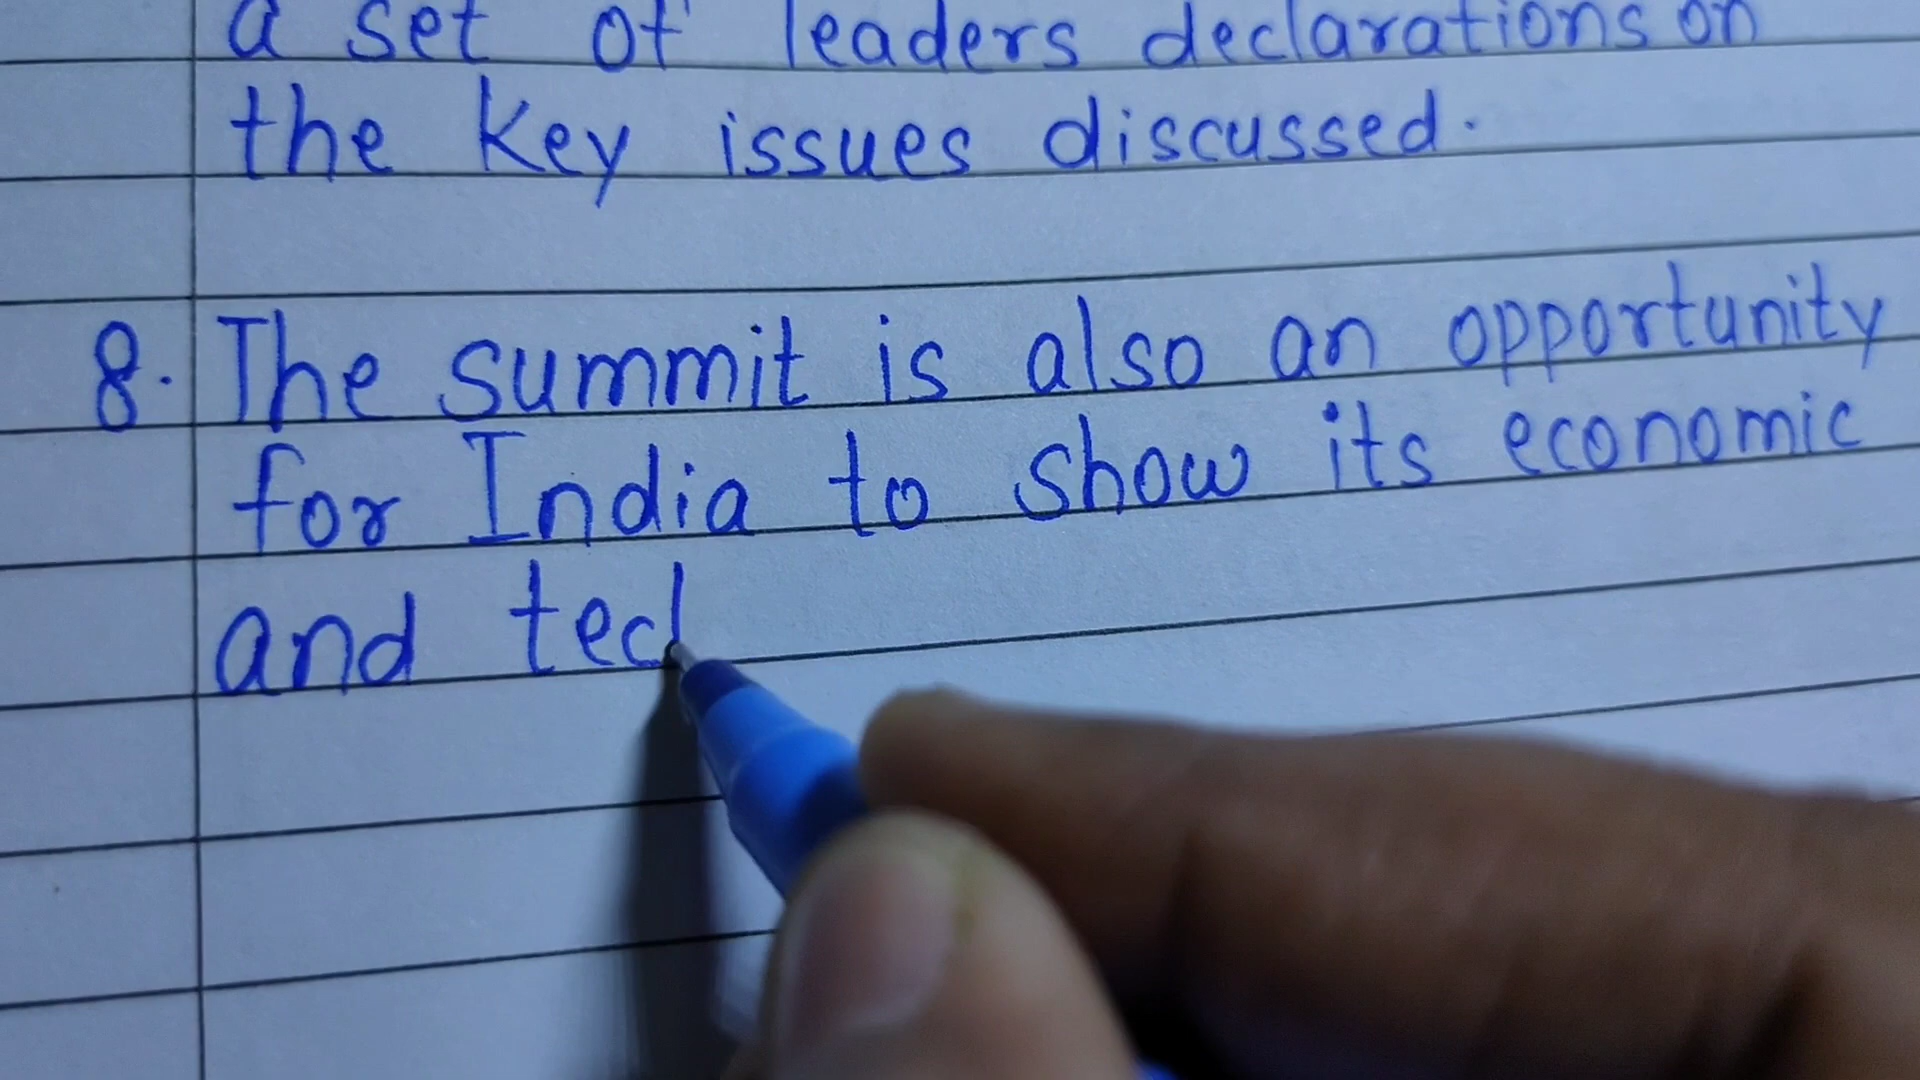 a set of leaders declarations on
the key issues discussed.
8. The summit is also an opportunity
for India to show its economic
and